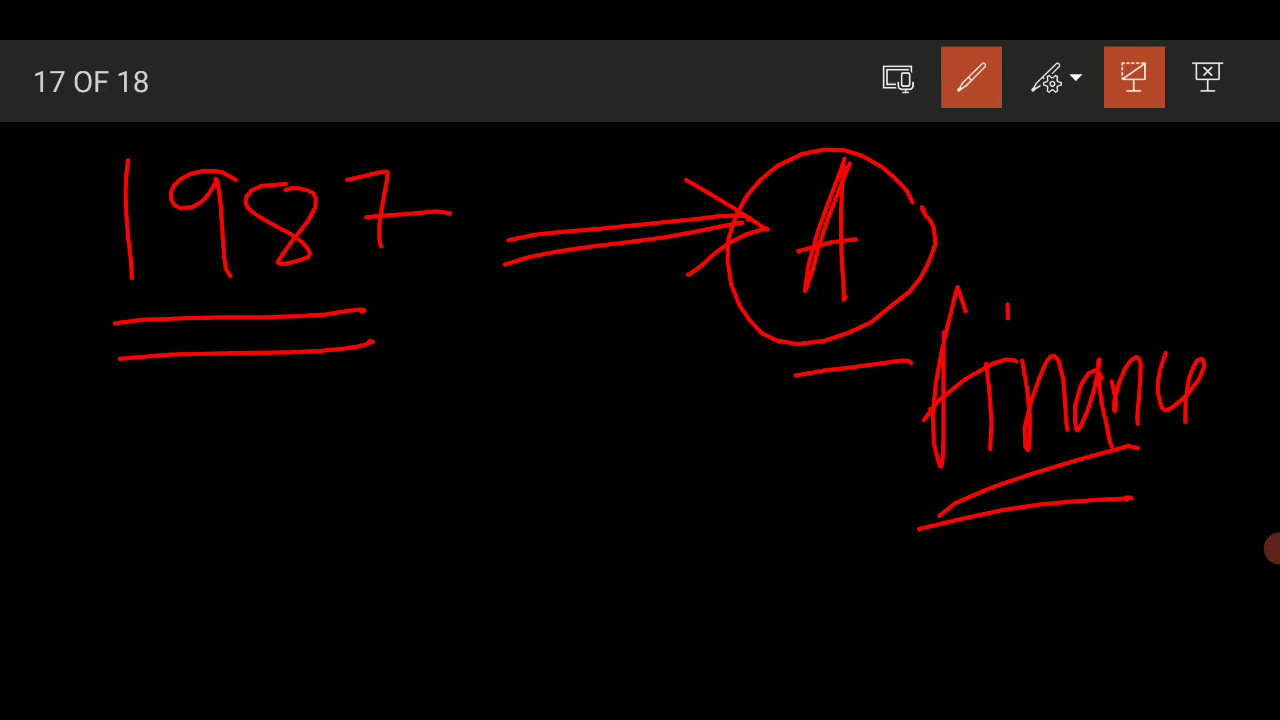 17 OF 18
1987 ⇒ A
- finance